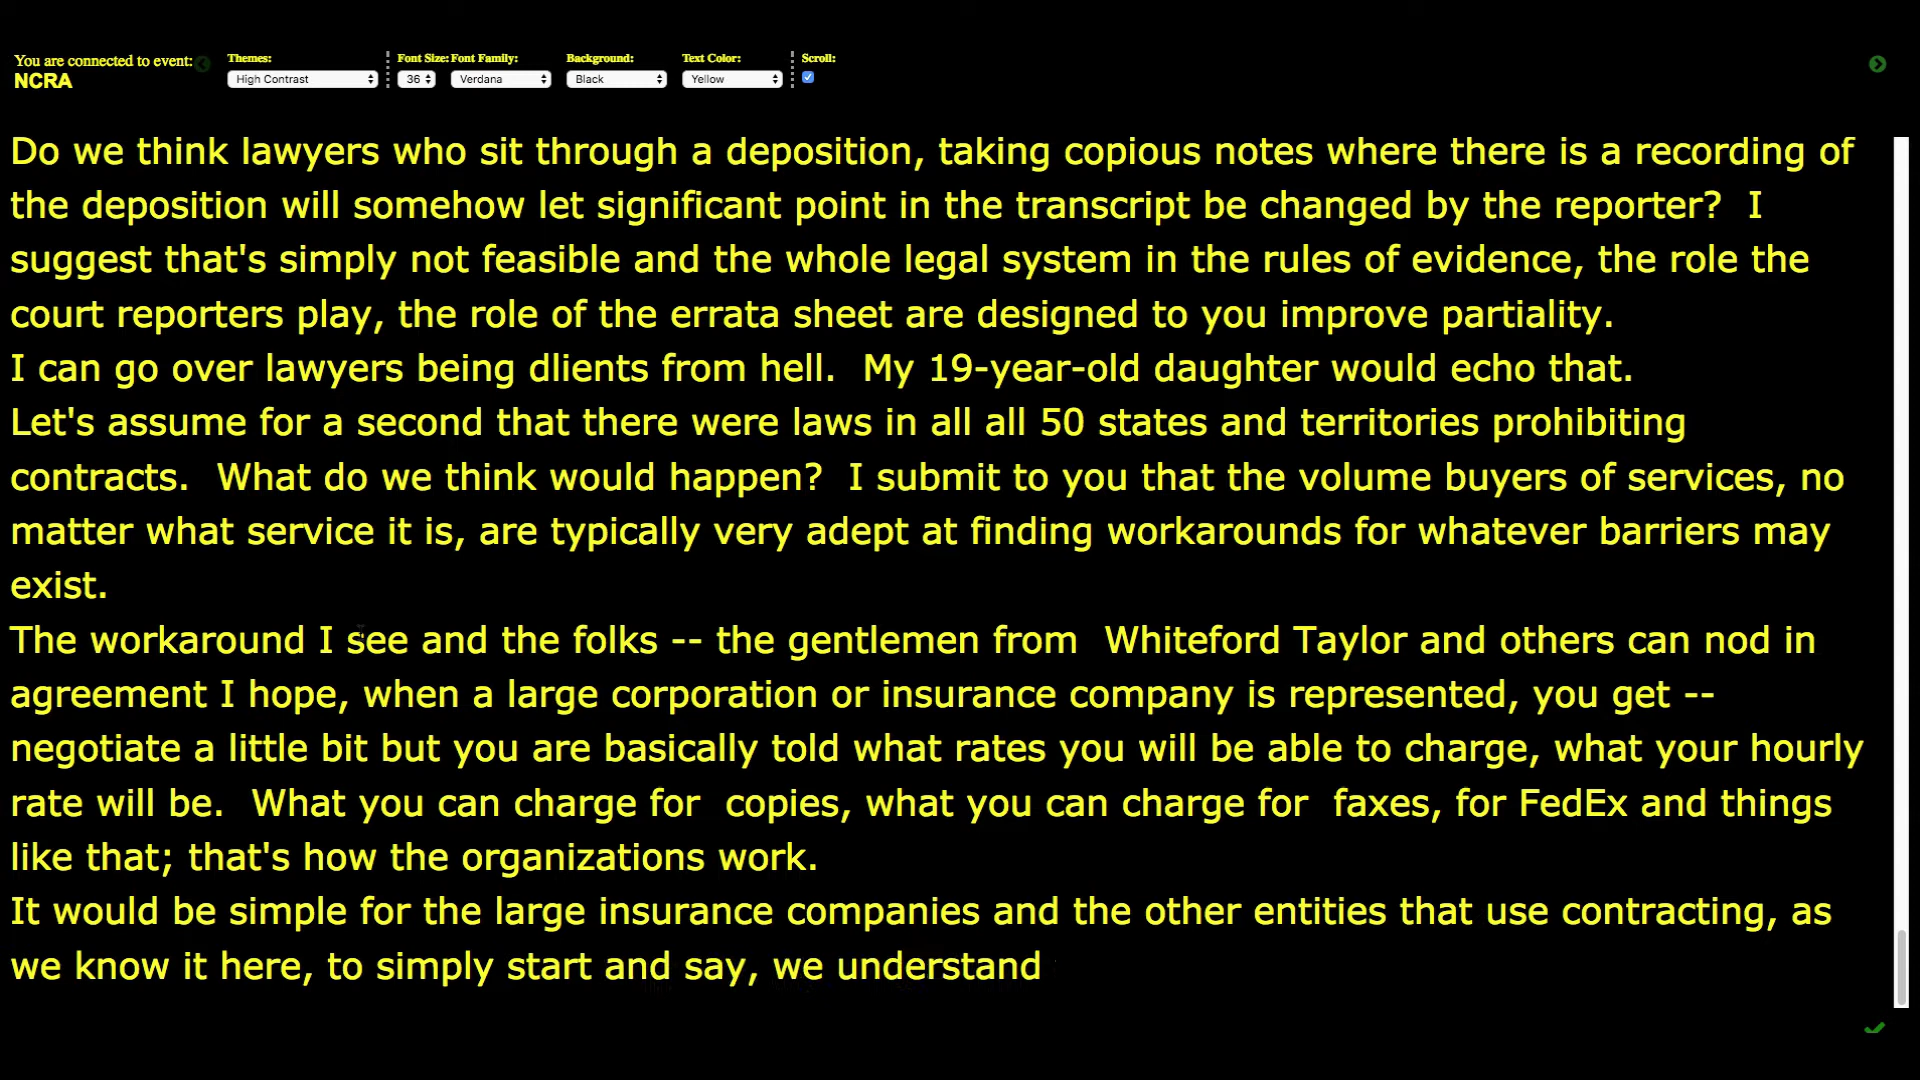 You are connected to event:
NCRA
Themes:
High Contrast
Font Size:
36
Font Family:
Verdana
Background:
Black
Text Color:
Yellow
Scroll:
Do we think lawyers who sit through a deposition, taking copious notes where there is a recording of
the deposition will somehow let significant point in the transcript be changed by the reporter?  I
suggest that's simply not feasible and the whole legal system in the rules of evidence, the role the
court reporters play, the role of the errata sheet are designed to you improve partiality.
I can go over lawyers being dlients from hell.  My 19-year-old daughter would echo that.
Let's assume for a second that there were laws in all all 50 states and territories prohibiting
contracts.  What do we think would happen?  I submit to you that the volume buyers of services, no
matter what service it is, are typically very adept at finding workarounds for whatever barriers may
exist.
The workaround I see and the folks -- the gentlemen from  Whiteford Taylor and others can nod in
agreement I hope, when a large corporation or insurance company is represented, you get --
negotiate a little bit but you are basically told what rates you will be able to charge, what your hourly
rate will be.  What you can charge for  copies, what you can charge for  faxes, for FedEx and things
like that; that's how the organizations work.
It would be simple for the large insurance companies and the other entities that use contracting, as
we know it here, to simply start and say, we understand